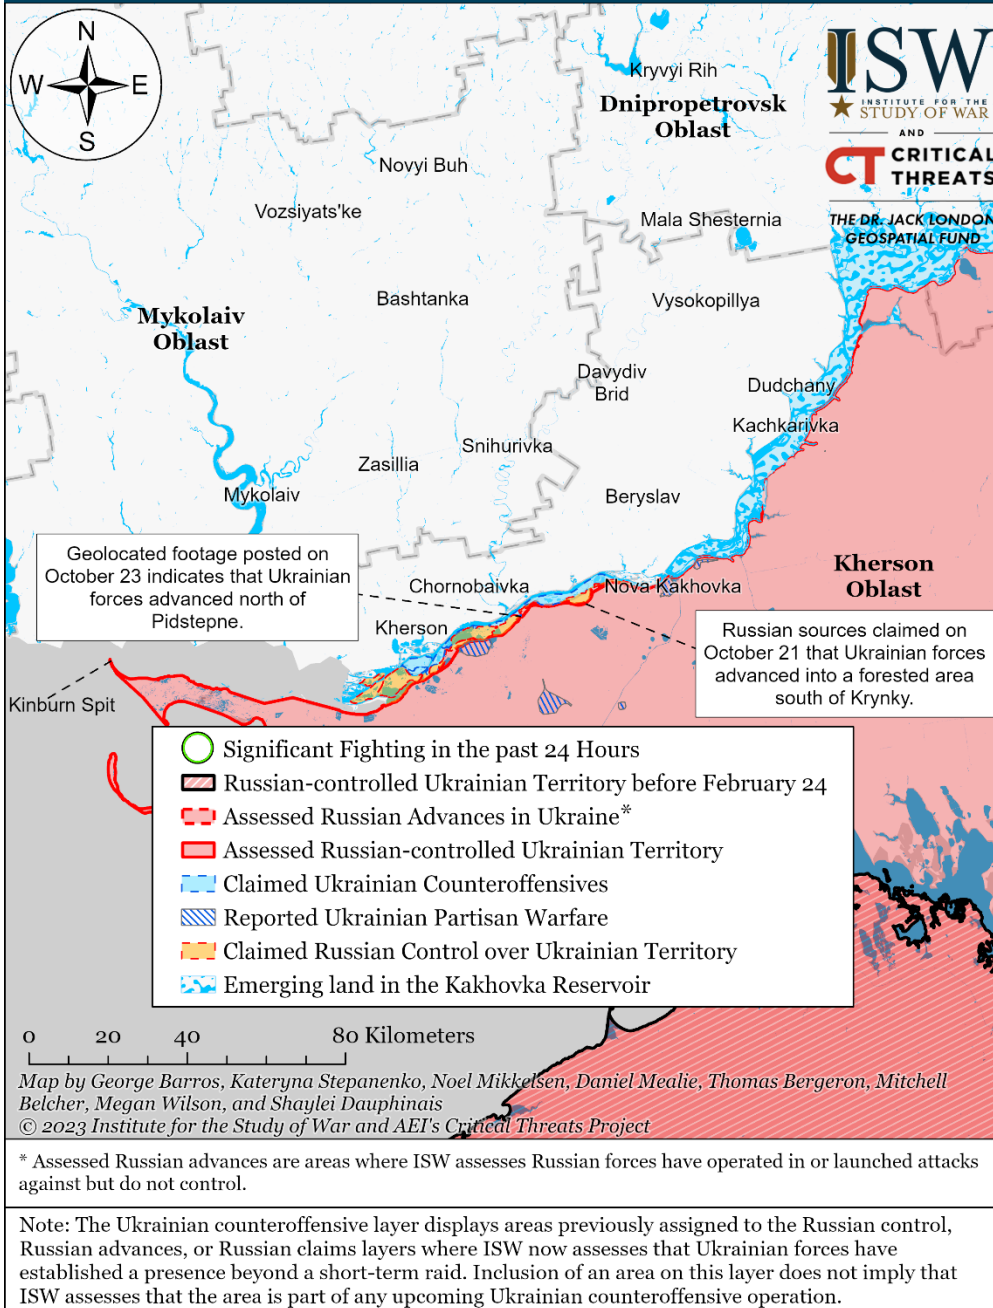 N
W E
S
ISW
INSTITUTE FOR THE
STUDY OF WAR
AND
CT CRITICAL
THREATS
THE DR. JACK LONDON
GEOSPATIAL FUND
Kryvyi Rih
Dnipropetrovsk
Oblast
Novyi Buh
Vozsiyats'ke
Mala Shesternia
Bashtanka
Vysokopillya
Mykolaiv
Oblast
Davydiv
Brid
Dudchany
Kachkarivka
Snihurivka
Zasillia
Mykolaiv
Beryslav
Geolocated footage posted on
October 23 indicates that Ukrainian
forces advanced north of
Pidstepne.
Chornobaivka
Nova Kakhovka
Kherson
Oblast
Kherson
Russian sources claimed on
October 21 that Ukrainian forces
advanced into a forested area
south of Krynky.
Kinburn Spit
Significant Fighting in the past 24 Hours
Russian-controlled Ukrainian Territory before February 24
Assessed Russian Advances in Ukraine*
Assessed Russian-controlled Ukrainian Territory
Claimed Ukrainian Counteroffensives
Reported Ukrainian Partisan Warfare
Claimed Russian Control over Ukrainian Territory
Emerging land in the Kakhovka Reservoir
0 20 40 80 Kilometers
Map by George Barros, Kateryna Stepanenko, Noel Mikkelsen, Daniel Mealie, Thomas Bergeron, Mitchell
Belcher, Megan Wilson, and Shaylei Dauphinais
© 2023 Institute for the Study of War and AEI's Critical Threats Project
* Assessed Russian advances are areas where ISW assesses Russian forces have operated in or launched attacks
against but do not control.
Note: The Ukrainian counteroffensive layer displays areas previously assigned to the Russian control,
Russian advances, or Russian claims layers where ISW now assesses that Ukrainian forces have
established a presence beyond a short-term raid. Inclusion of an area on this layer does not imply that
ISW assesses that the area is part of any upcoming Ukrainian counteroffensive operation.